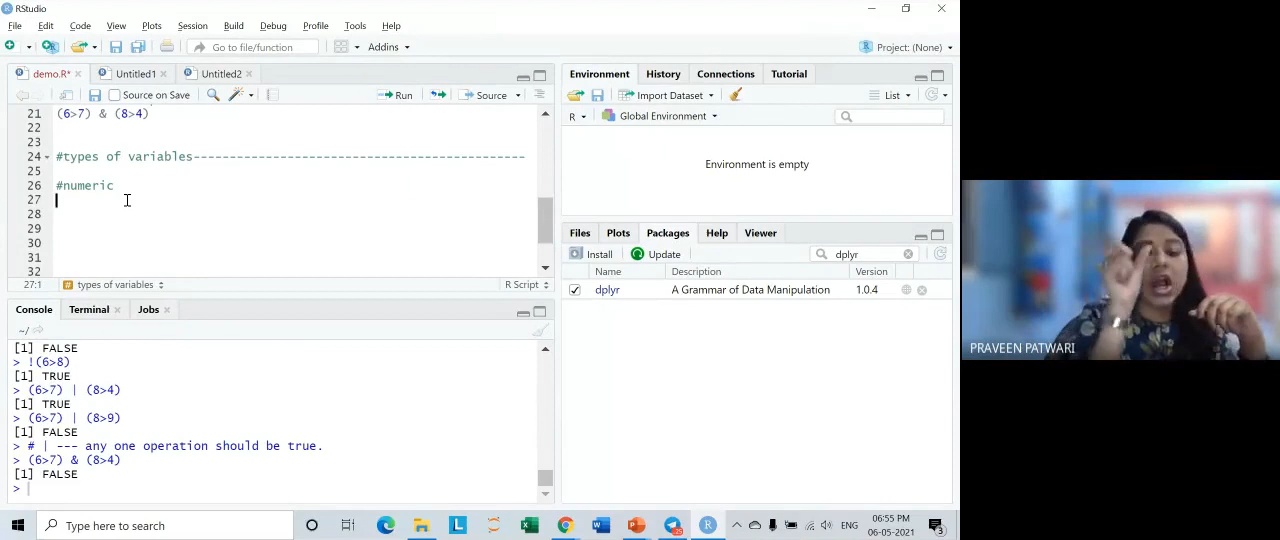 RStudio
File Edit Code View Plots Session Build Debug Profile Tools Help
Go to file/function Addins Project: (None)
demo.R* Untitled1 Untitled2
Source on Save Run Source
21 (6>7) & (8>4)
22
23
24 #types of variables----------------------------------------------
25
26 #numeric
27
28
29
30
31
32
27:1 # types of variables R Script
Console Terminal Jobs
~/
[1] FALSE
> !(6>8)
[1] TRUE
> (6>7) | (8>4)
[1] TRUE
> (6>7) | (8>9)
[1] FALSE
> # | --- any one operation should be true.
> (6>7) & (8>4)
[1] FALSE
>
Environment History Connections Tutorial
Import Dataset List
R Global Environment
Environment is empty
Files Plots Packages Help Viewer
Install Update dplyr
Name Description Version
dplyr A Grammar of Data Manipulation 1.0.4
PRAVEEN PATWARI
Type here to search
ENG
06:55 PM
06-05-2021
3